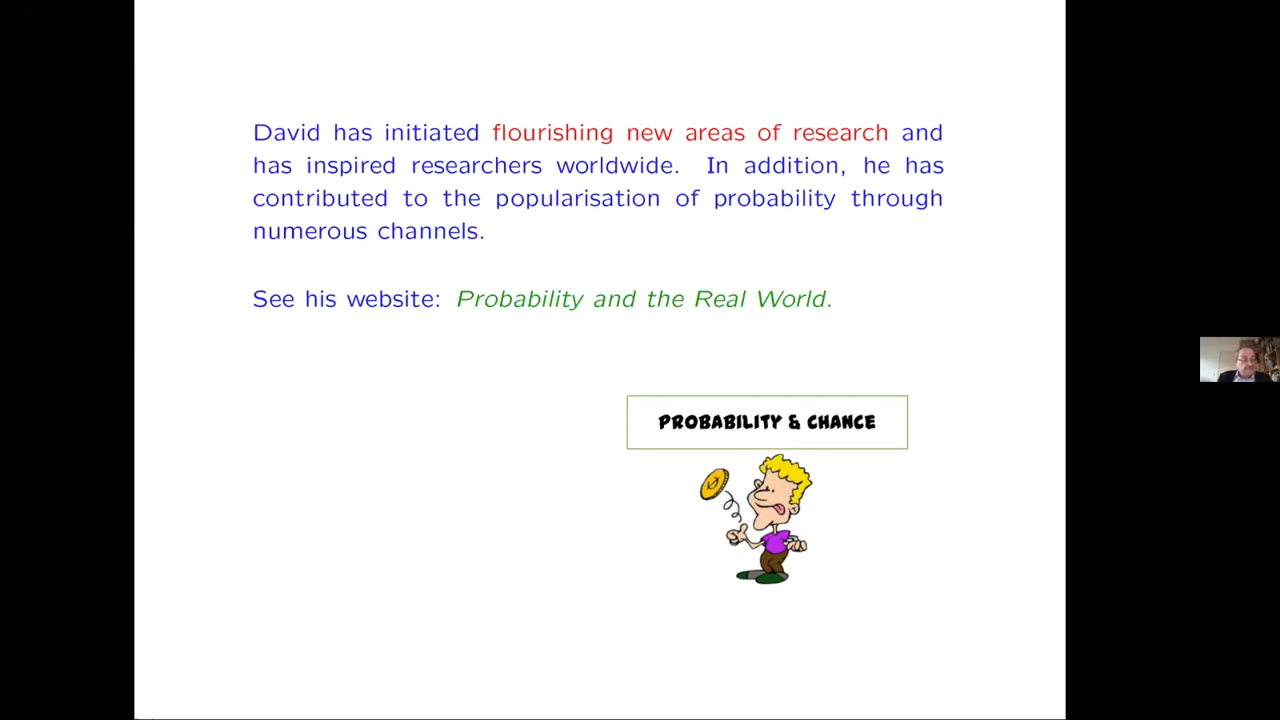 David has initiated flourishing new areas of research and
has inspired researchers worldwide. In addition, he has
contributed to the popularisation of probability through
numerous channels.
See his website: Probability and the Real World.
PROBABILITY & CHANCE